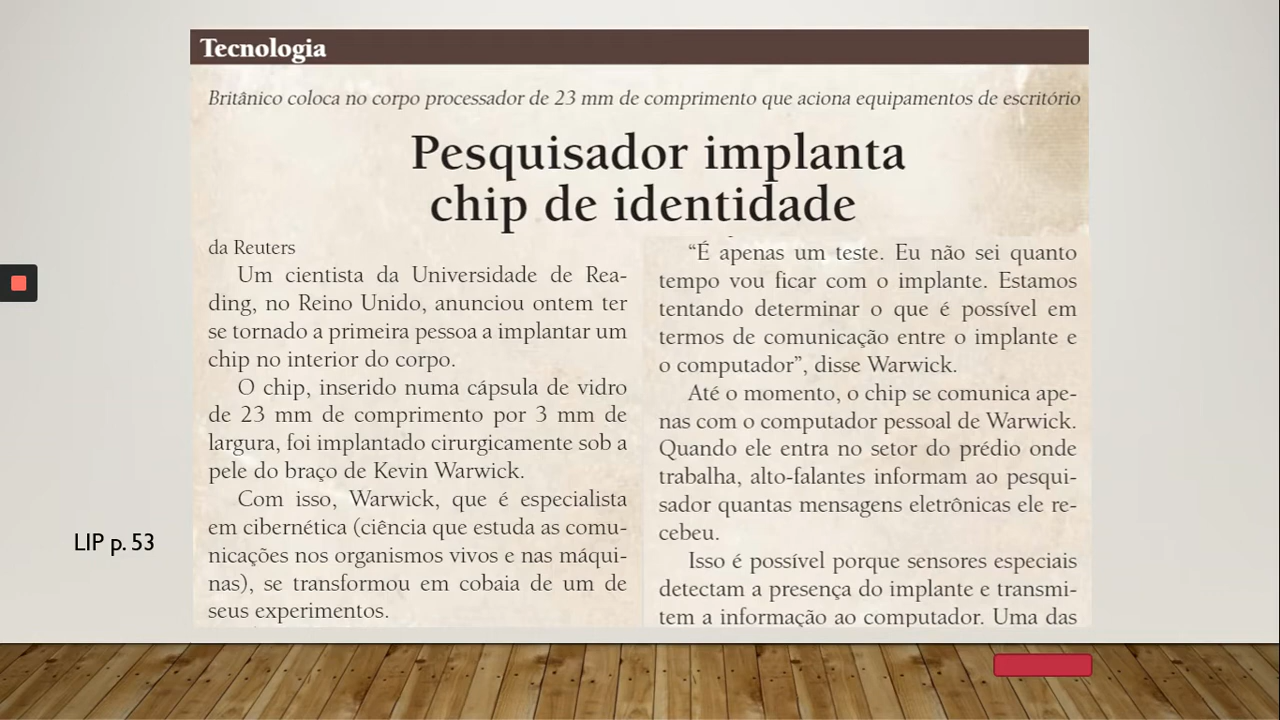 Tecnologia
Britânico coloca no corpo processador de 23 mm de comprimento que aciona equipamentos de escritório
Pesquisador implanta
chip de identidade
da Reuters
Um cientista da Universidade de Rea-
ding, no Reino Unido, anunciou ontem ter
se tornado a primeira pessoa a implantar um
chip no interior do corpo.
O chip, inserido numa cápsula de vidro
de 23 mm de comprimento por 3 mm de
largura, foi implantado cirurgicamente sob a
pele do braço de Kevin Warwick.
Com isso, Warwick, que é especialista
em cibernética (ciência que estuda as comu-
nicações nos organismos vivos e nas máqui-
nas), se transformou em cobaia de um de
seus experimentos.
“É apenas um teste. Eu não sei quanto
tempo vou ficar com o implante. Estamos
tentando determinar o que é possível em
termos de comunicação entre o implante e
o computador”, disse Warwick.
Até o momento, o chip se comunica ape-
nas com o computador pessoal de Warwick.
Quando ele entra no setor do prédio onde
trabalha, alto-falantes informam ao pesqui-
sador quantas mensagens eletrônicas ele re-
cebeu.
Isso é possível porque sensores especiais
detectam a presença do implante e transmi-
tem a informação ao computador. Uma das
LIP p. 53